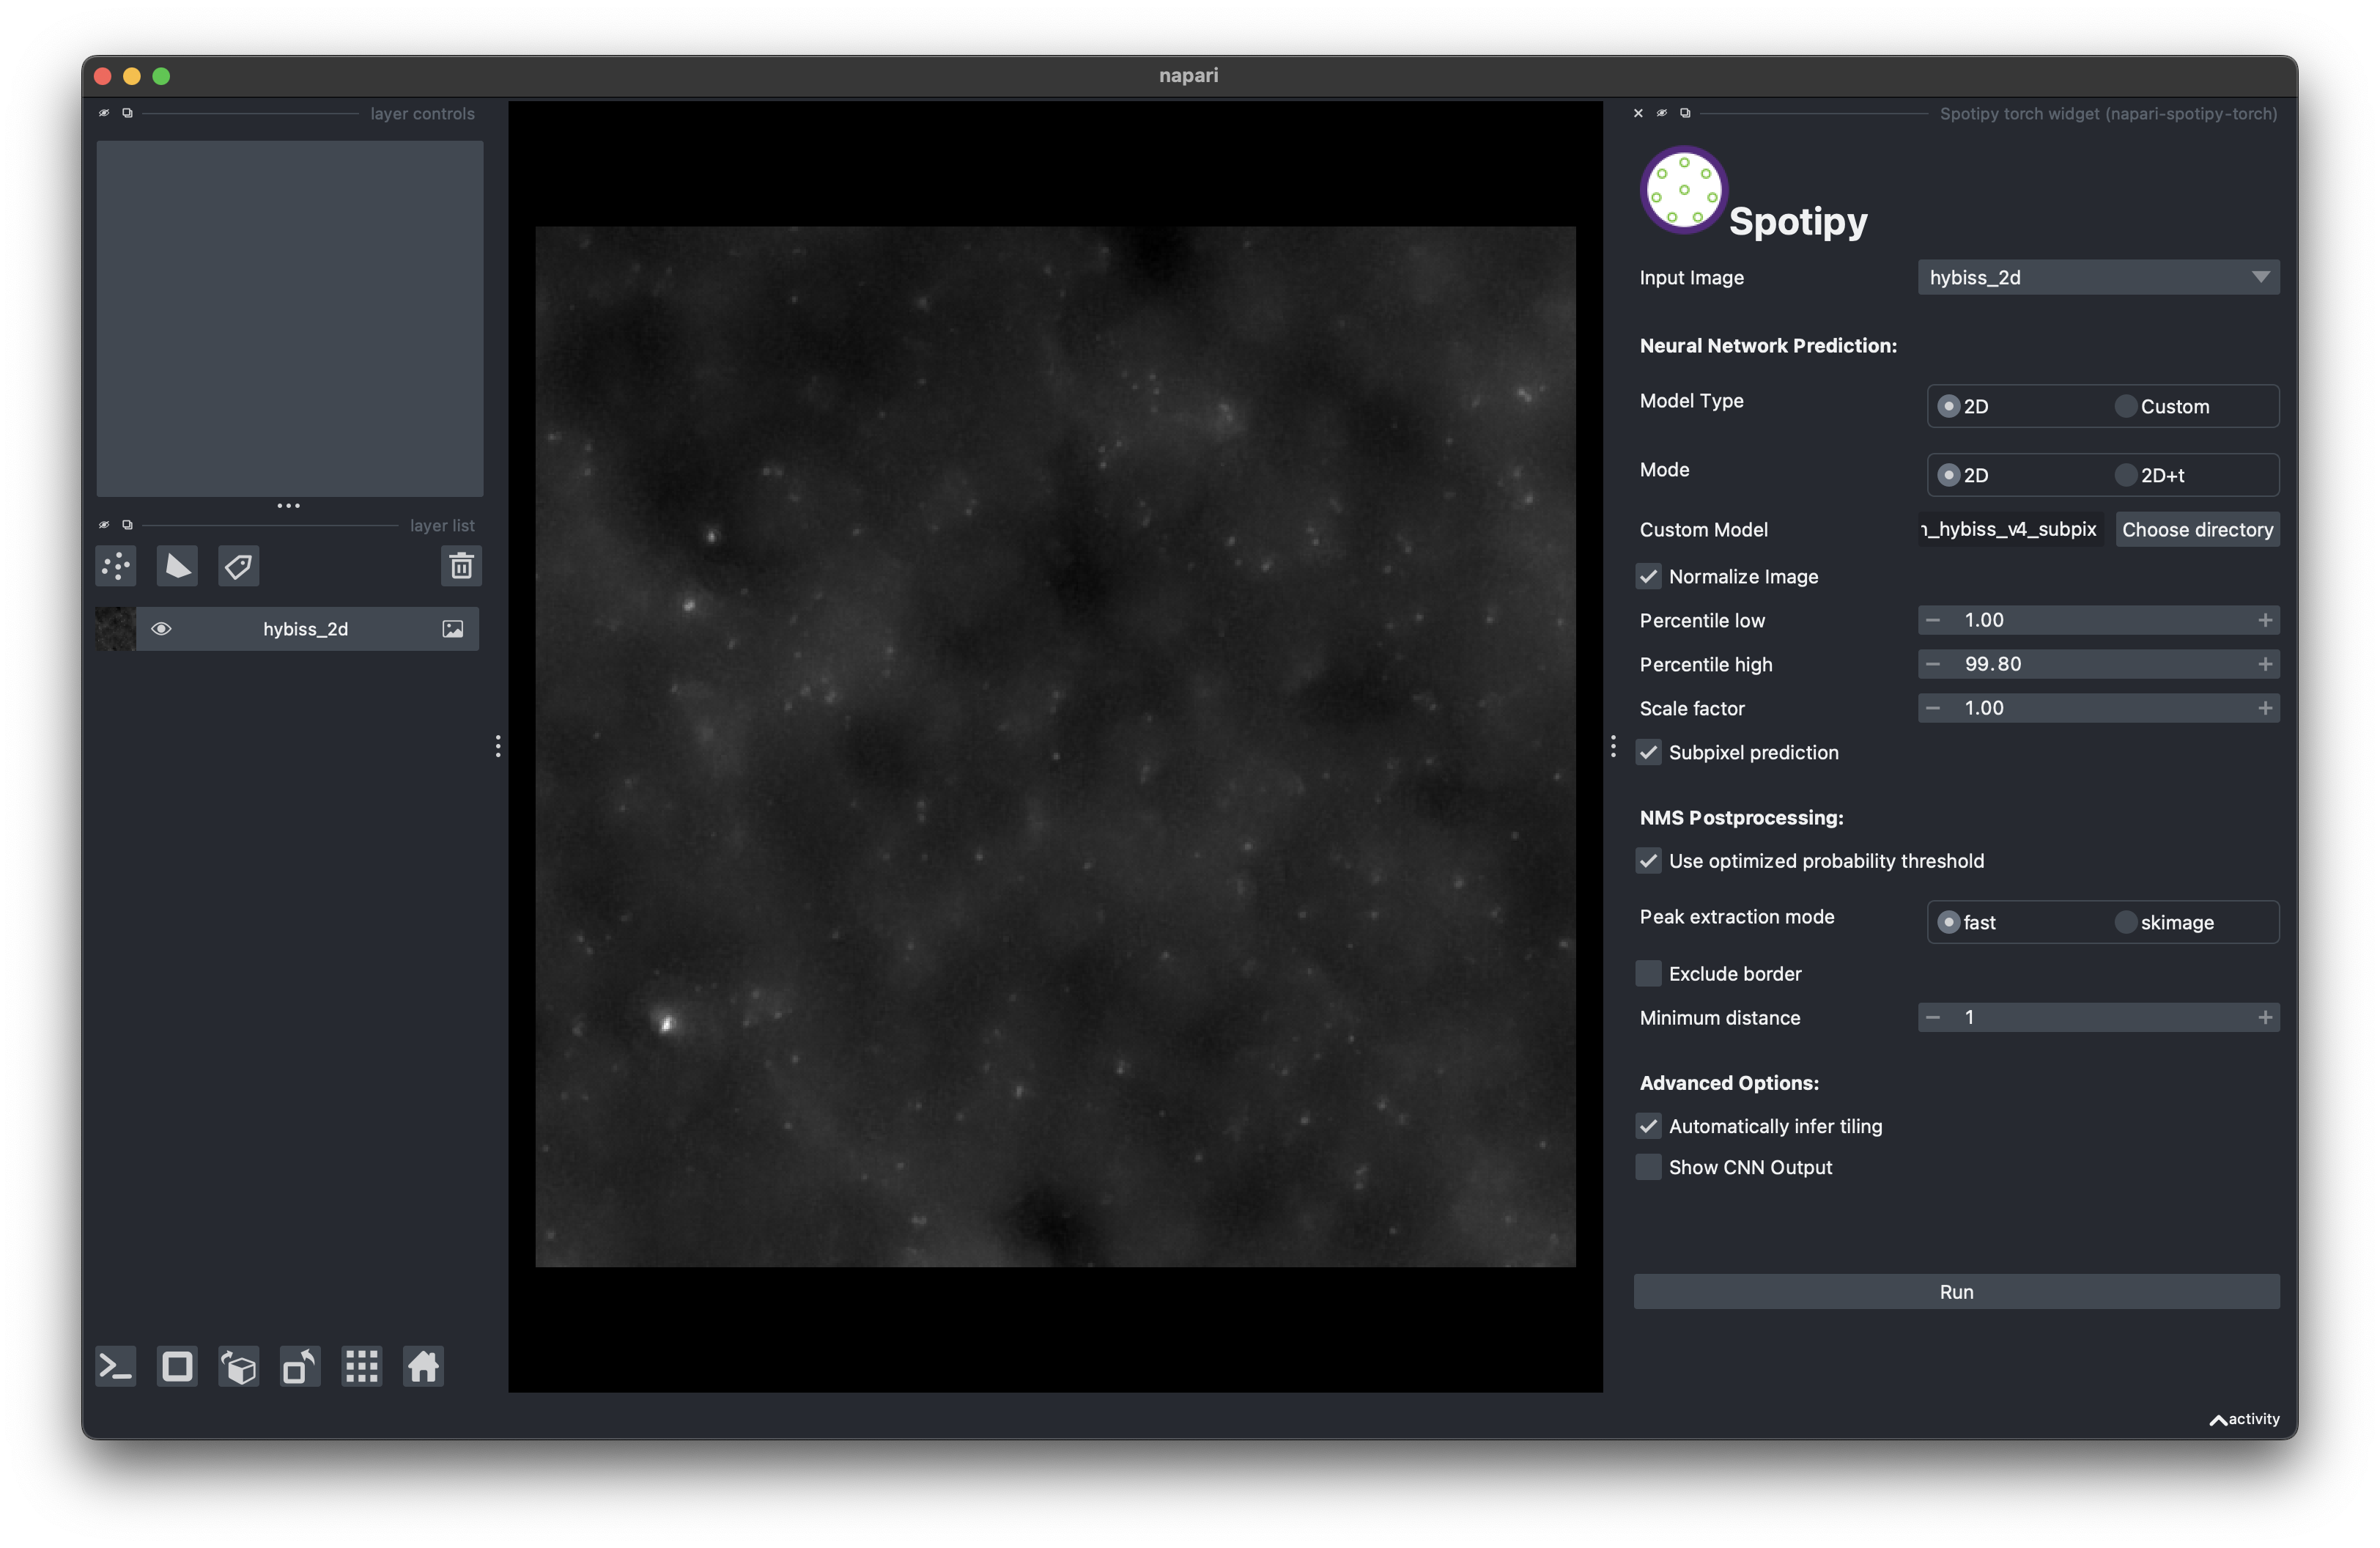 napari
layer controls
layer list
hybiss_2d
Spotipy torch widget (napari-spotipy-torch)
Spotipy
Input Image
hybiss_2d
Neural Network Prediction:
Model Type
2D
Custom
Mode
2D
2D+t
Custom Model
_hybiss_v4_subpix
Choose directory
Normalize Image
Percentile low
1.00
Percentile high
99.80
Scale factor
1.00
Subpixel prediction
NMS Postprocessing:
Use optimized probability threshold
Peak extraction mode
fast
skimage
Exclude border
Minimum distance
1
Advanced Options:
Automatically infer tiling
Show CNN Output
Run
activity